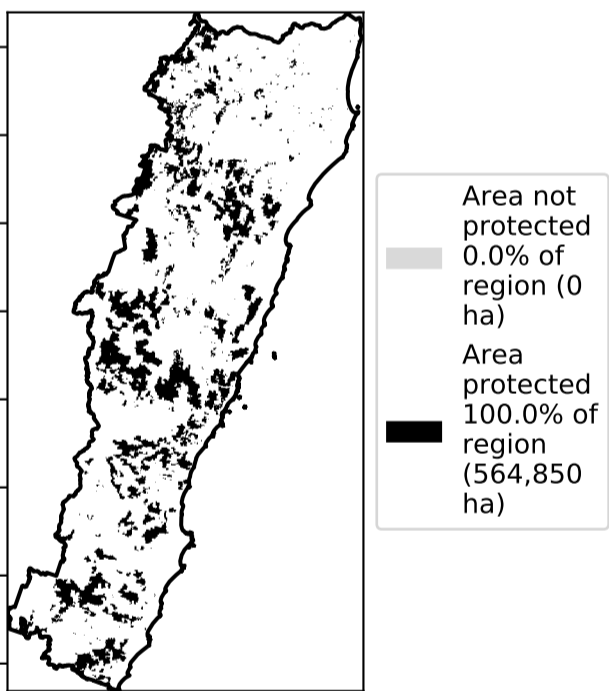 Area not
protected
0.0% of
region (0
ha)
Area
protected
100.0% of
region
(564,850
ha)